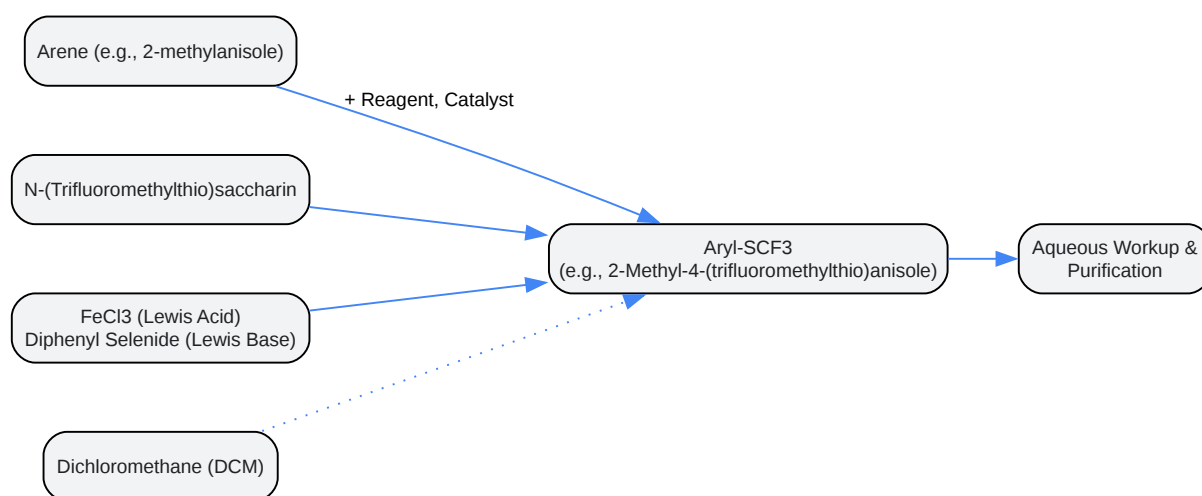 Arene (e.g., 2-methylanisole)
+ Reagent, Catalyst
N-(Trifluoromethylthio)saccharin
Aryl-SCF3
(e.g., 2-Methyl-4-(trifluoromethylthio)anisole)
Aqueous Workup &
Purification
FeCl3 (Lewis Acid)
Diphenyl Selenide (Lewis Base)
Dichloromethane (DCM)